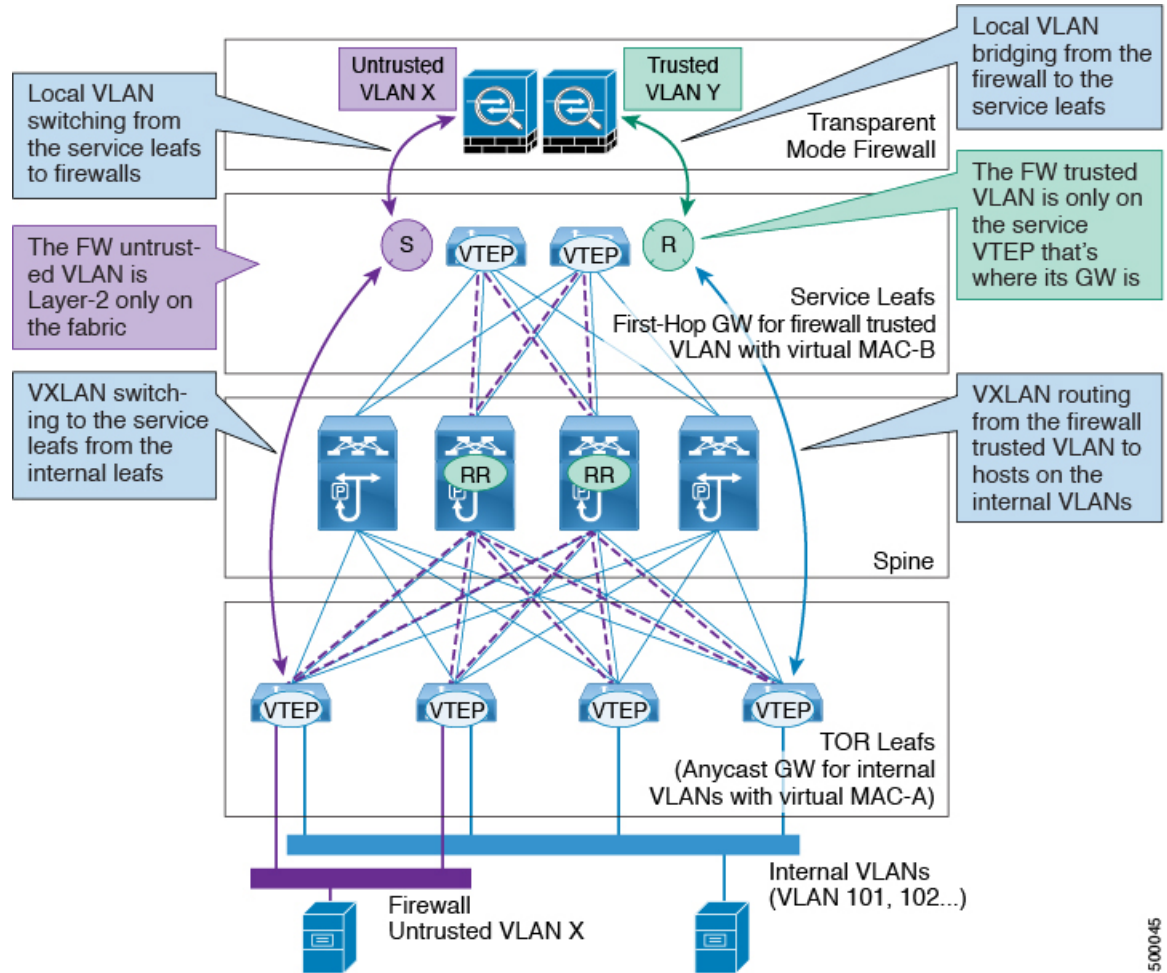 Local VLAN
switching from
the service leafs
to firewalls
Untrusted
VLAN X
Trusted
VLAN Y
Local VLAN
bridging from the
firewall to the
service leafs
Transparent
Mode Firewall
The FW untrust-
ed VLAN is
Layer-2 only on
the fabric
S
VTEP
VTEP
R
The FW trusted
VLAN is only on
the service
VTEP that's
where its GW is
Service Leafs
First-Hop GW for firewall trusted
VLAN with virtual MAC-B
VXLAN switch-
ing to the service
leafs from the
internal leafs
VXLAN routing
from the firewall
trusted VLAN to
hosts on the
internal VLANs
P
RR
P
RR
P
P
Spine
VTEP
VTEP
VTEP
VTEP
TOR Leafs
(Anycast GW for internal
VLANs with virtual MAC-A)
Internal VLANs
(VLAN 101, 102...)
Firewall
Untrusted VLAN X
500045